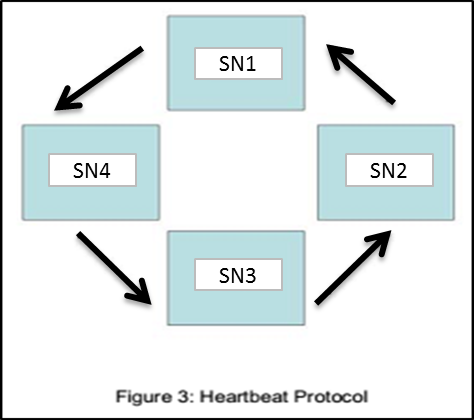 SN1
SN4
SN2
SN3
Figure 3: Heartbeat Protocol